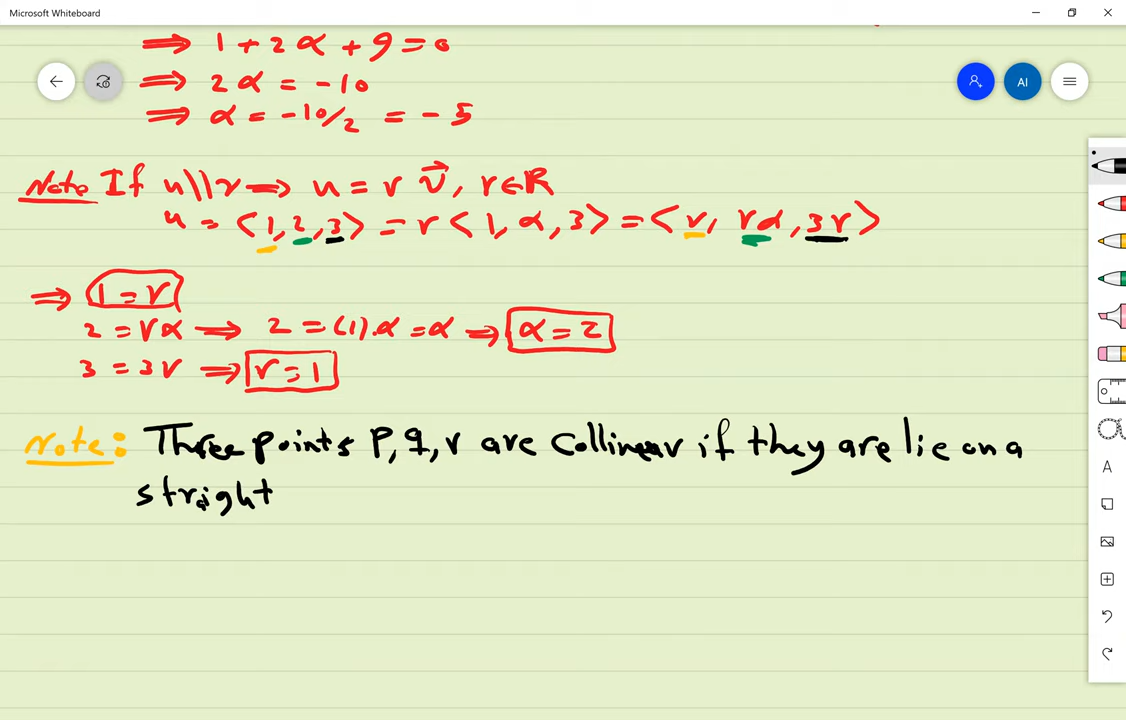 Microsoft Whiteboard
⟹ 1 + 2α + 9 = 0
⟹ 2α = -10
⟹ α = -10/2 = -5
AI
Note If u\\v ⟹ u = r v⃗, r∈ℝ
u = <1,2,3> = r<1,α,3> = <r, rα, 3r>
⟹ 1 = r
2 = rα → 2 = (1).α = α ⟹ α = 2
3 = 3r ⟹ r = 1
Note: Three points P, q, r are Collinear if they are lie on a
stright
A